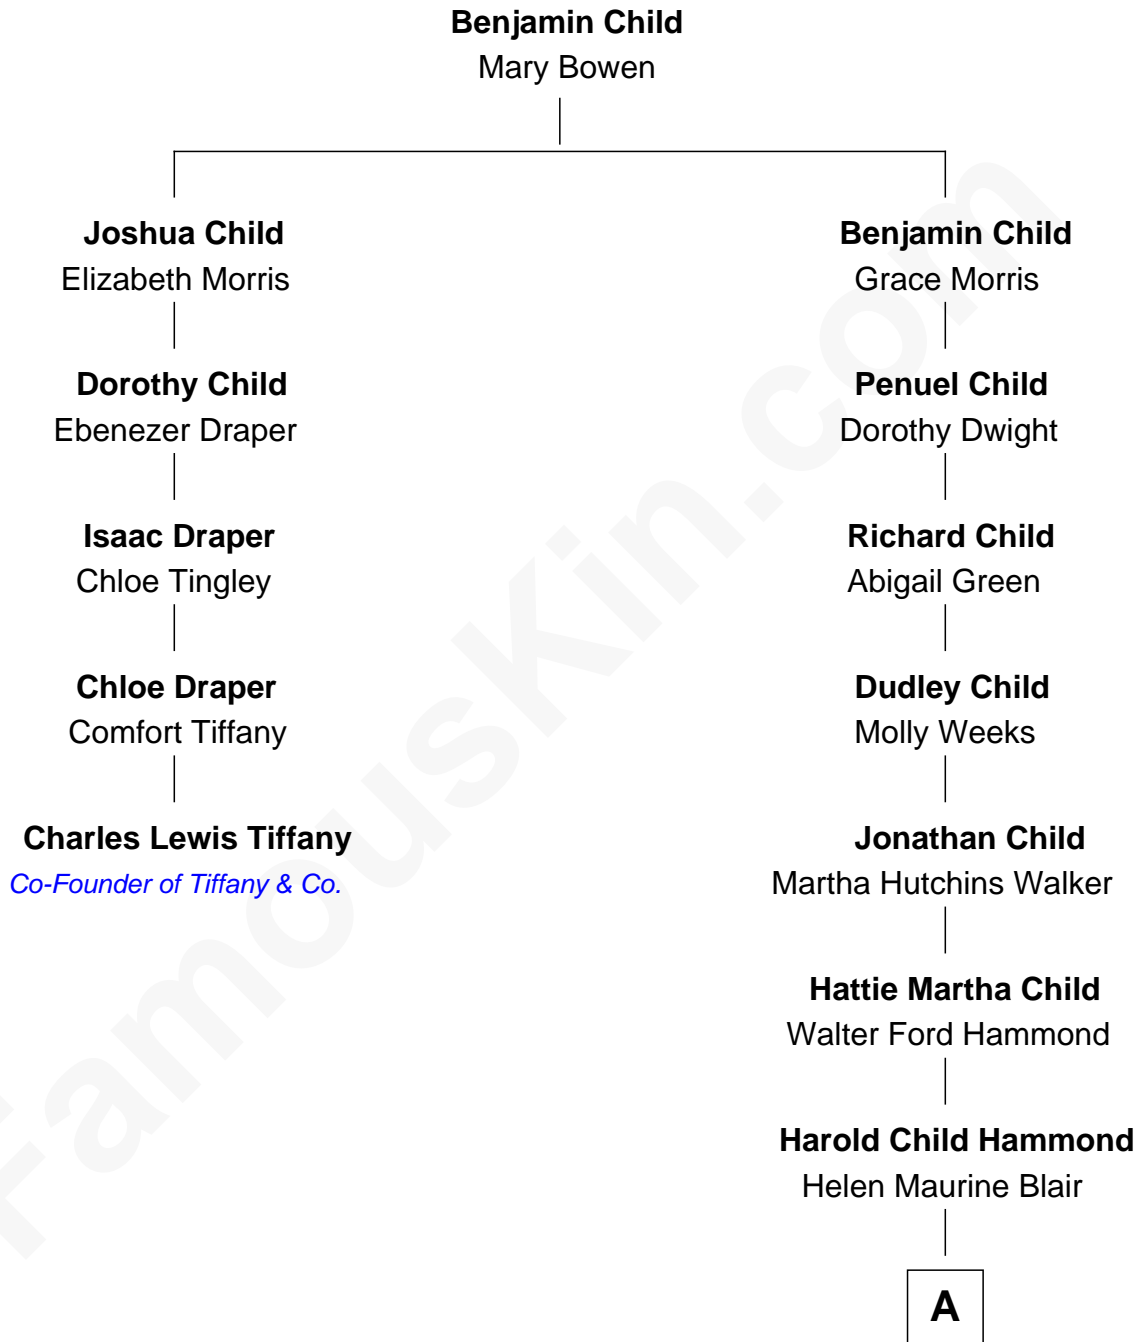 Benjamin Child
Mary Bowen
Joshua Child
Elizabeth Morris
Benjamin Child
Grace Morris
Dorothy Child
Ebenezer Draper
Penuel Child
Dorothy Dwight
Isaac Draper
Chloe Tingley
Richard Child
Abigail Green
Chloe Draper
Comfort Tiffany
Dudley Child
Molly Weeks
Charles Lewis Tiffany
Co-Founder of Tiffany & Co.
Jonathan Child
Martha Hutchins Walker
Hattie Martha Child
Walter Ford Hammond
Harold Child Hammond
Helen Maurine Blair
A
FamousKin.com